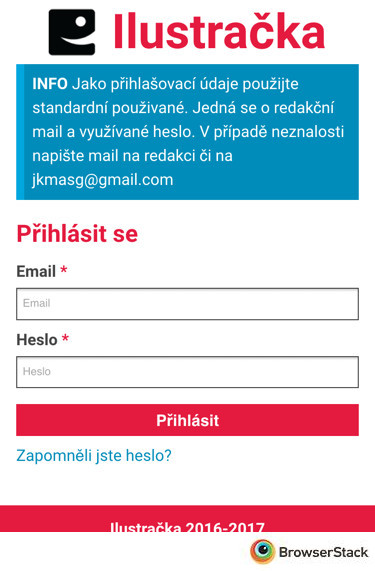 Ilustračka
INFO Jako přihlašovací údaje použijte
standardní použivané. Jedná se o redakční
mail a využívané heslo. V případě neznalosti
napište mail na redakci či na
jkmasg@gmail.com
Přihlásit se
Email *
Email
Heslo *
Heslo
Přihlásit
Zapomněli jste heslo?
Ilustračka 2016-2017
BrowserStack